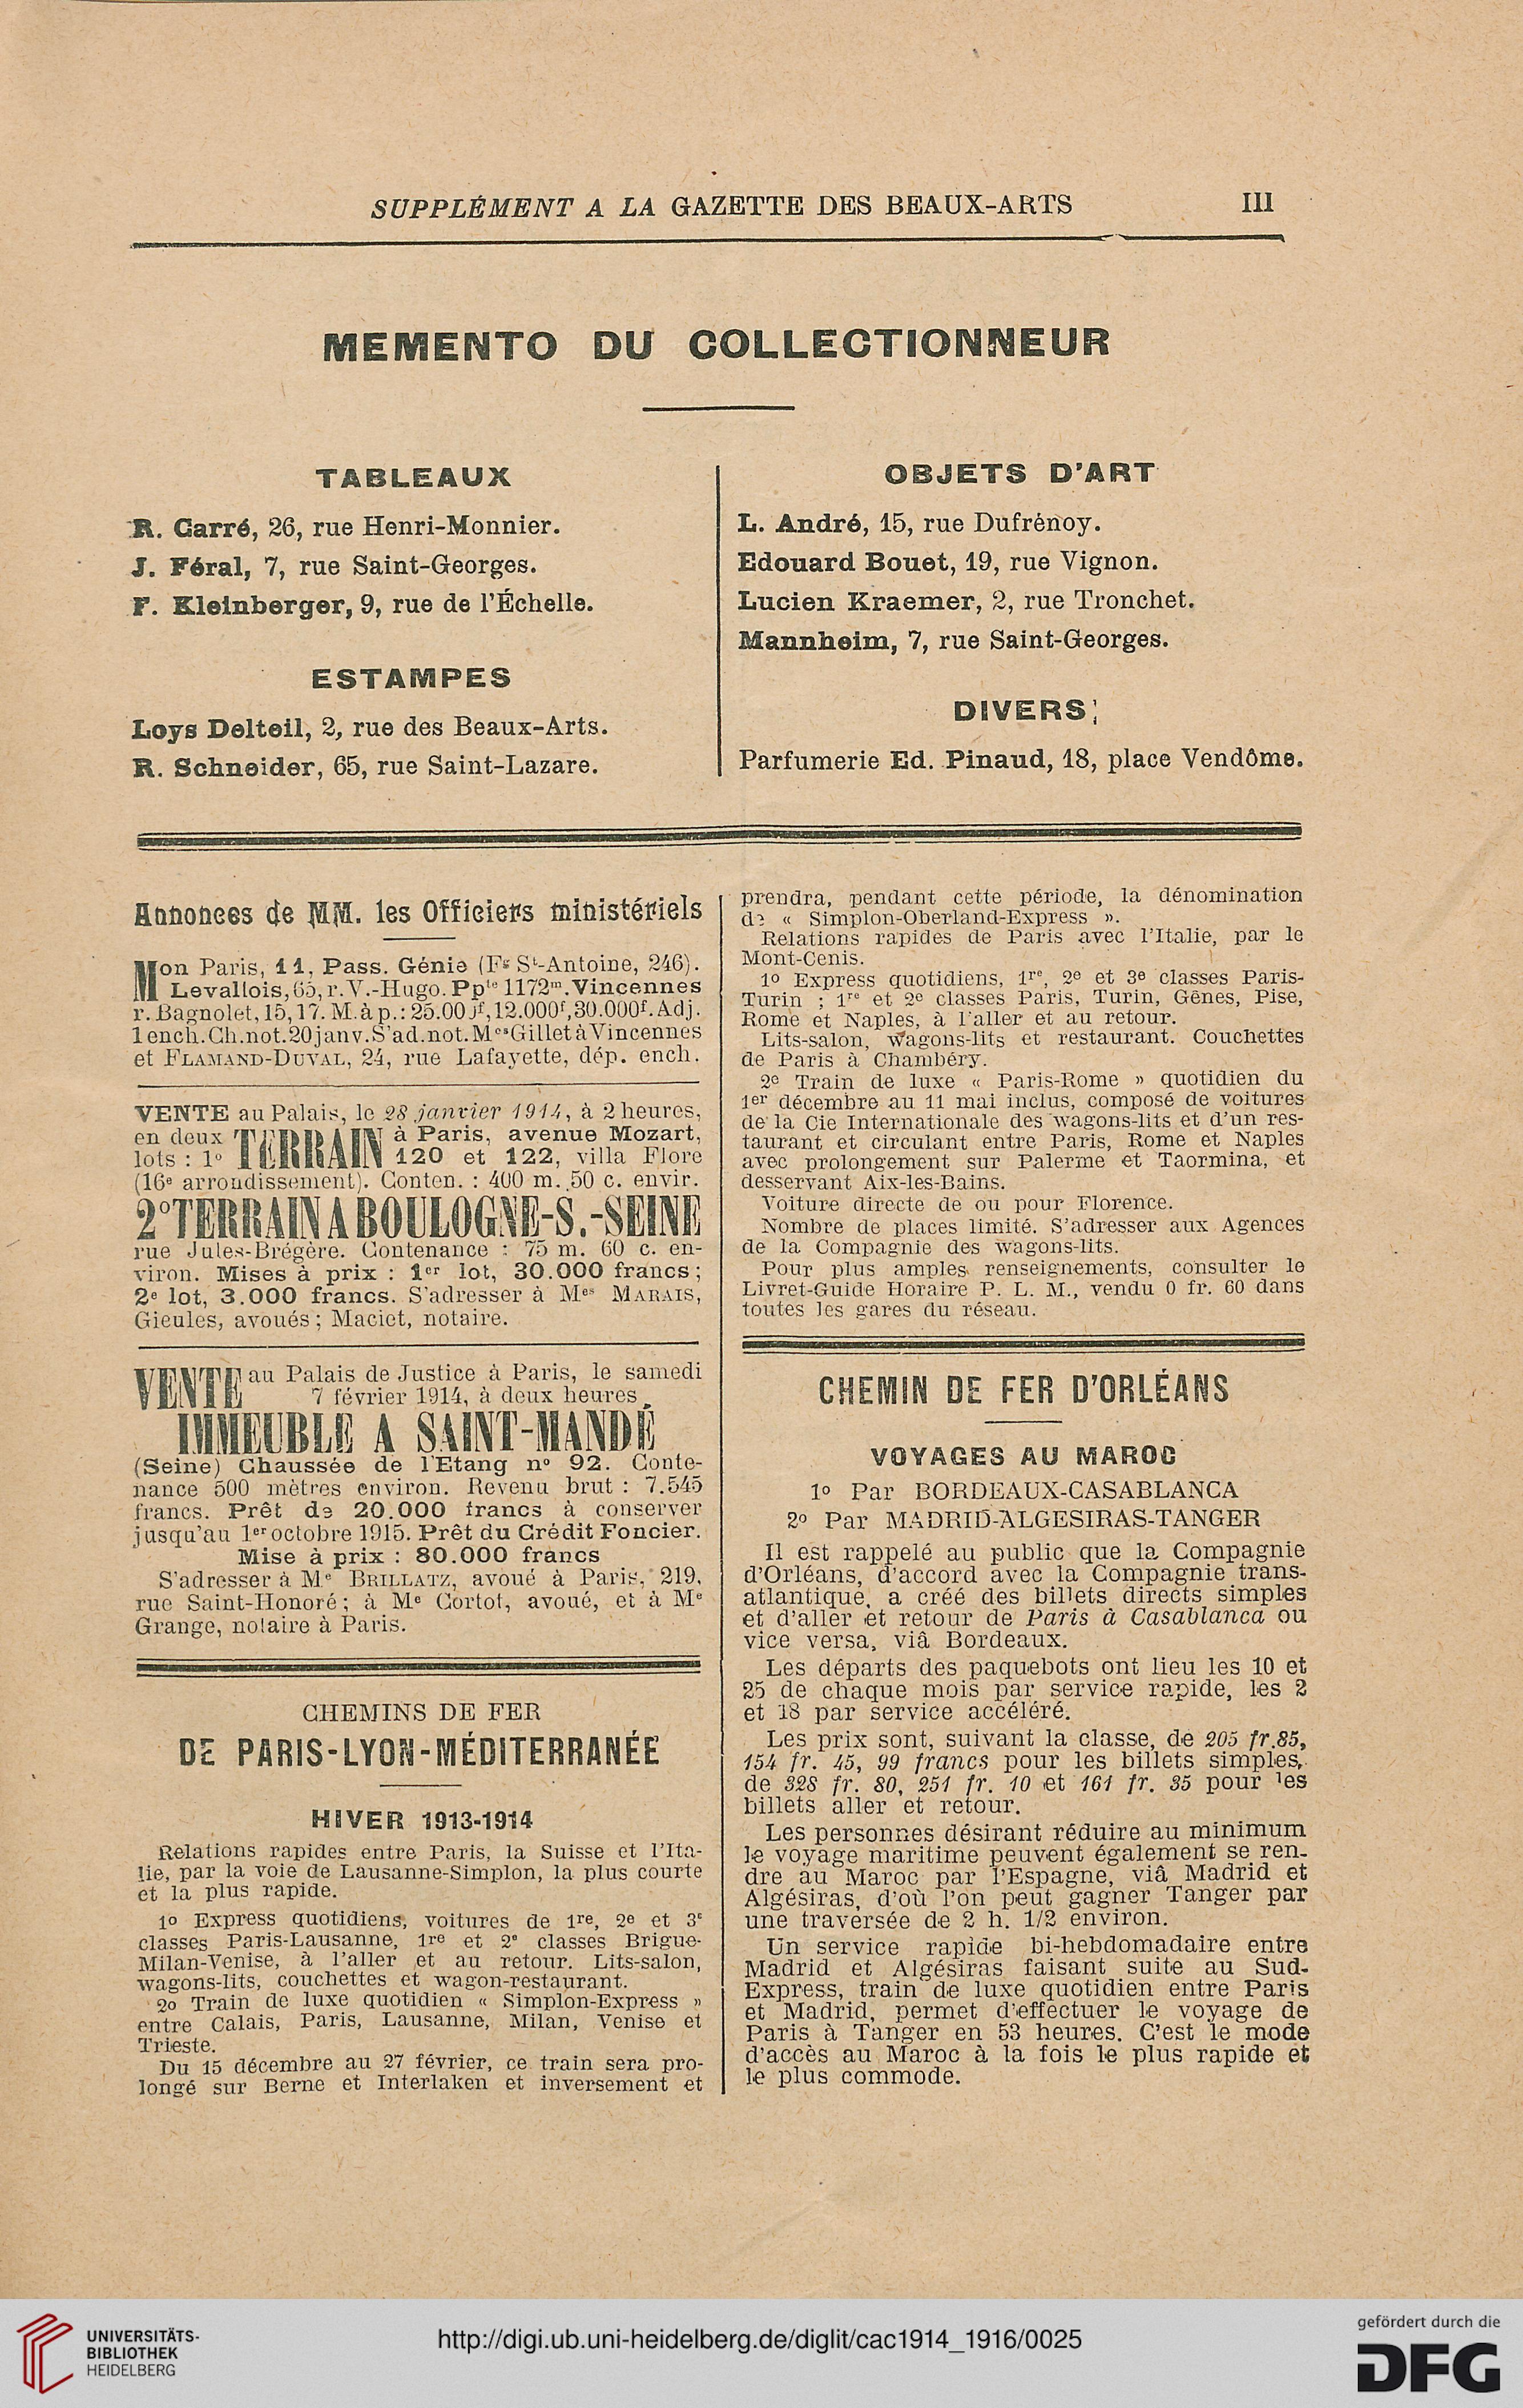 SUPPLÉMENT A LA GAZETTE DES BEAUX-ARTS III
MEMENTO DU COLLECTIONNEUR
TABLEAUX
R. Carré, 26, rue Henri-Monnier.
J. Féral, 7, rue Saint-Georges.
F. Kleinberger, 9, rue de l'Échelle.
ESTAMPES
Loys Delteil, 2, rue des Beaux-Arts.
R. Schneider, 65, rue Saint-Lazare.
OBJETS D'ART
L. André, 15, rue Dufrénoy.
Edouard Bouet, 19, rue Vignon.
Lucien Kraemer, 2, rue Tronchet.
Mannheim, 7, rue Saint-Georges.
DIVERS
Parfumerie Ed. Pinaud, 18, place Vendôme.
Annonces de MM. les Officiers ministériels
Mon Paris, 11, Pass. Génie (Fg St-Antoine, 246).
Levallois, 65, r. V.-Hugo. Ppté 1172m. Vincennes
r. Bagnolet, 15, 17. M. à p. : 25.000f, 12.000f, 30.000f. Adj.
1 ench. Ch. not. 20 janv. S'ad. not. Mes Gillet à Vincennes
et FLAMAND-DUVAL, 24, rue Lafayette, dép. ench.
VENTE au Palais, le 28 janvier 1914, à 2 heures,
en deux lots : 1° TERRAIN à Paris, avenue Mozart,
120 et 122, villa Flore
(16e arrondissement). Conten. : 400 m. 50 c. envir.
2° TERRAIN A BOULOGNE-S.-SEINE
rue Jules-Brégère. Contenance : 75 m. 60 c. en-
viron. Mises à prix : 1er lot, 30.000 francs ;
2e lot, 3.000 francs. S'adresser à Mes MARAIS,
Gieules, avoués ; Maciet, notaire.
VENTE au Palais de Justice à Paris, le samedi
7 février 1914, à deux heures,
IMMEUBLE A SAINT-MANDÉ
(Seine) Chaussée de l'Etang n° 92. Conte-
nance 500 mètres environ. Revenu brut : 7.545
francs. Prêt de 20.000 francs à conserver
jusqu'au 1er octobre 1915. Prêt du Crédit Foncier.
Mise à prix : 80.000 francs
S'adresser à Me BRILLATZ, avoué à Paris, 219,
rue Saint-Honoré ; à Me Cortot, avoué, et à Me
Grange, notaire à Paris.
CHEMINS DE FER
DE PARIS-LYON-MÉDITERRANÉE
HIVER 1913-1914
Relations rapides entre Paris, la Suisse et l'Ita-
lie, par la voie de Lausanne-Simplon, la plus courte
et la plus rapide.
1° Express quotidiens, voitures de 1re, 2e et 3e
classes Paris-Lausanne, 1re et 2e classes Brigue-
Milan-Venise, à l'aller et au retour. Lits-salon,
wagons-lits, couchettes et wagon-restaurant.
2° Train de luxe quotidien « Simplon-Express »
entre Calais, Paris, Lausanne, Milan, Venise et
Trieste.
Du 15 décembre au 27 février, ce train sera pro-
longé sur Berne et Interlaken et inversement et
prendra, pendant cette période, la dénomination
de « Simplon-Oberland-Express ».
Relations rapides de Paris avec l'Italie, par le
Mont-Cenis.
1° Express quotidiens, 1re, 2e et 3e classes Paris-
Turin ; 1re et 2e classes Paris, Turin, Gênes, Pise,
Rome et Naples, à l'aller et au retour.
Lits-salon, wagons-lits et restaurant. Couchettes
de Paris à Chambéry.
2e Train de luxe « Paris-Rome » quotidien du
1er décembre au 11 mai inclus, composé de voitures
de la Cie Internationale des wagons-lits et d'un res-
taurant et circulant entre Paris, Rome et Naples
avec prolongement sur Palerme et Taormina, et
desservant Aix-les-Bains.
Voiture directe de ou pour Florence.
Nombre de places limité. S'adresser aux Agences
de la Compagnie des wagons-lits.
Pour plus amples renseignements, consulter le
Livret-Guide Horaire P. L. M., vendu 0 fr. 60 dans
toutes les gares du réseau.
CHEMIN DE FER D'ORLÉANS
VOYAGES AU MAROC
1° Par BORDEAUX-CASABLANCA
2° Par MADRID-ALGESIRAS-TANGER
Il est rappelé au public que la Compagnie
d'Orléans, d'accord avec la Compagnie trans-
atlantique, a créé des billets directs simples
et d'aller et retour de Paris à Casablanca ou
vice versa, viâ Bordeaux.
Les départs des paquebots ont lieu les 10 et
25 de chaque mois par service rapide, les 2
et 18 par service accéléré.
Les prix sont, suivant la classe, de 205 fr.85,
154 fr. 45, 99 francs pour les billets simples,
de 328 fr. 80, 251 fr. 10 et 161 fr. 35 pour les
billets aller et retour.
Les personnes désirant réduire au minimum
le voyage maritime peuvent également se ren-
dre au Maroc par l'Espagne, viâ Madrid et
Algésiras, d'où l'on peut gagner Tanger par
une traversée de 2 h. 1/2 environ.
Un service rapide bi-hebdomadaire entre
Madrid et Algésiras faisant suite au Sud-
Express, train de luxe quotidien entre Paris
et Madrid, permet d'effectuer le voyage de
Paris à Tanger en 53 heures. C'est le mode
d'accès au Maroc à la fois le plus rapide et
le plus commode.
UNIVERSITÄTS-
BIBLIOTHEK
HEIDELBERG
http://digi.ub.uni-heidelberg.de/diglit/cac1914_1916/0025
gefördert durch die
DFG